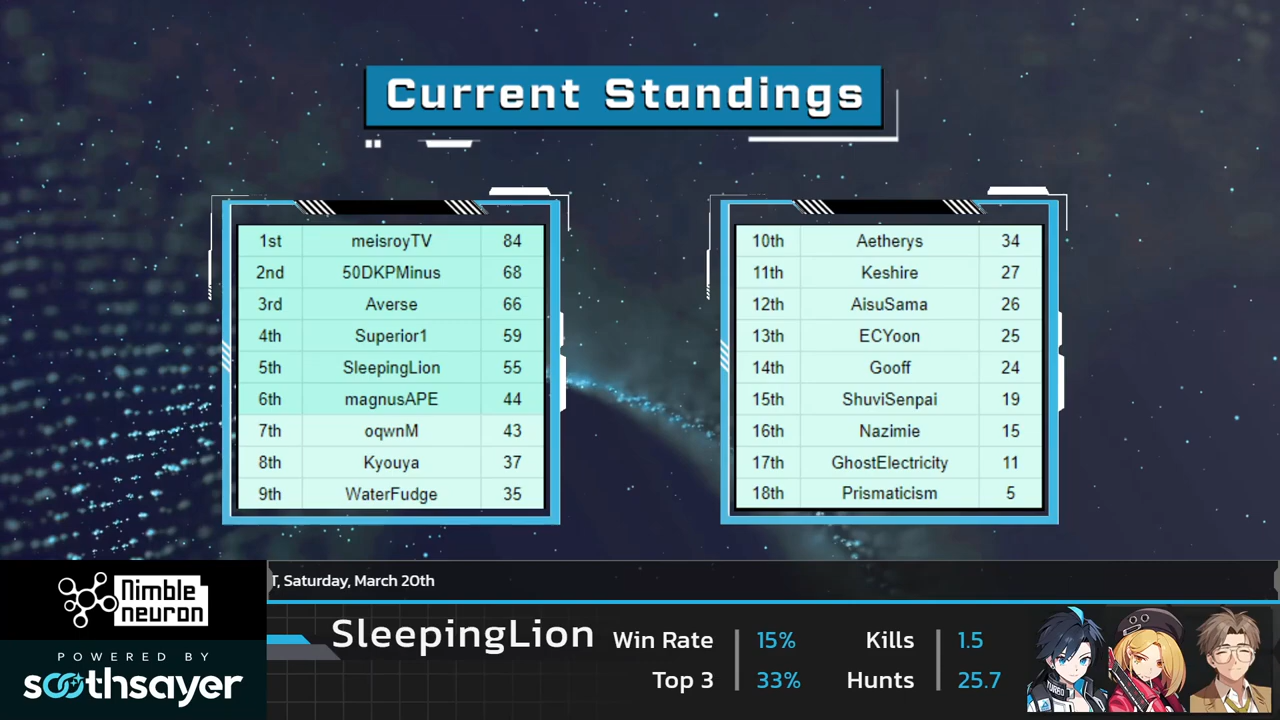 Current Standings
1st meisroyTV 84
2nd 50DKPMinus 68
3rd Averse 66
4th Superior1 59
5th SleepingLion 55
6th magnusAPE 44
7th oqwnM 43
8th Kyouya 37
9th WaterFudge 35
10th Aetherys 34
11th Keshire 27
12th AisuSama 26
13th ECYoon 25
14th Gooff 24
15th ShuviSenpai 19
16th Nazimie 15
17th GhostElectricity 11
18th Prismaticism 5
Nimble
neuron
POWERED BY
soothsayer
T, Saturday, March 20th
SleepingLion
Win Rate 15% Kills 1.5
Top 3 33% Hunts 25.7
TURBO